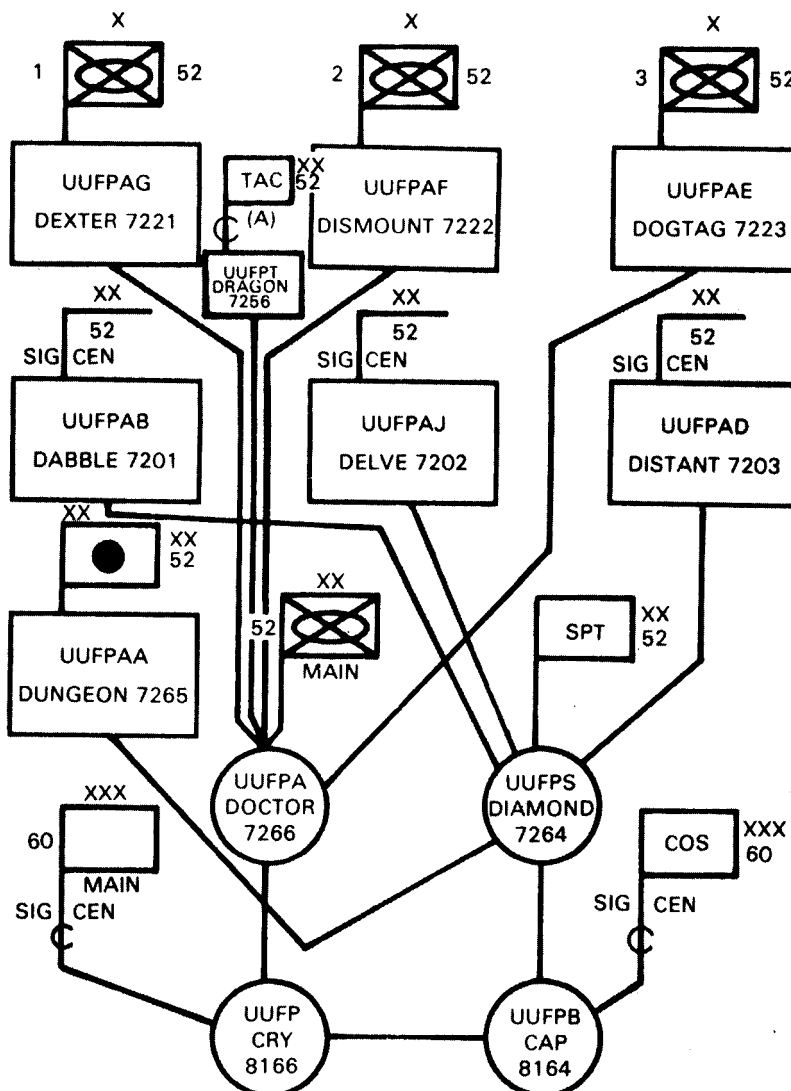 X
X
X
1
52
2
52
3
52
UUFPAG
DEXTER 7221
TAC
XX
52
(A)
UUFPT
DRAGON
7256
UUFPAF
DISMOUNT 7222
UUFPAE
DOGTAG 7223
XX
52
SIG CEN
XX
52
SIG CEN
XX
52
SIG CEN
UUFPAB
DABBLE 7201
UUFPAJ
DELVE 7202
UUFPAD
DISTANT 7203
XX
XX
52
UUFPAA
DUNGEON 7265
XX
52
MAIN
SPT
XX
52
UUFPA
DOCTOR
7266
UUFPS
DIAMOND
7264
XXX
60
MAIN
SIG CEN
COS
XXX
60
SIG CEN
UUFP
CRY
8166
UUFPB
CAP
8164